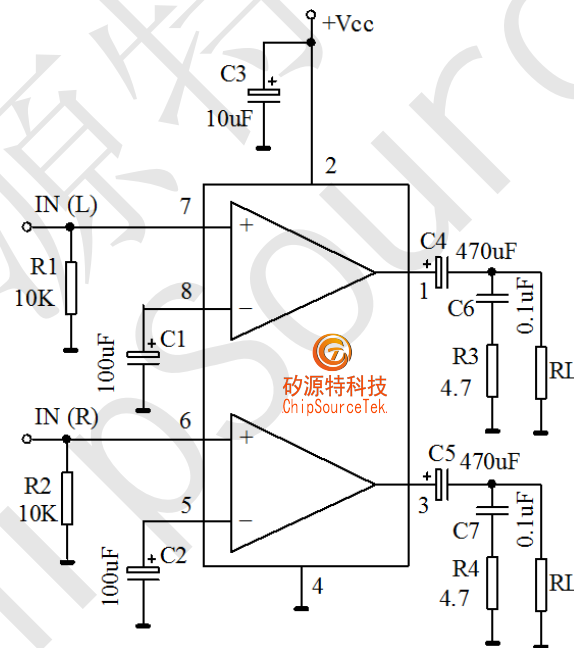 +Vcc
C3
+
10uF
2
IN (L)
7
+
R1
10K
8
−
+
C1
100uF
C4
+
470uF
1
C6
0.1uF
R3
4.7
RL
矽源特科技
ChipSourceTek.
IN (R)
6
+
R2
10K
5
−
+
C2
100uF
C5
+
470uF
3
C7
0.1uF
R4
4.7
RL
4